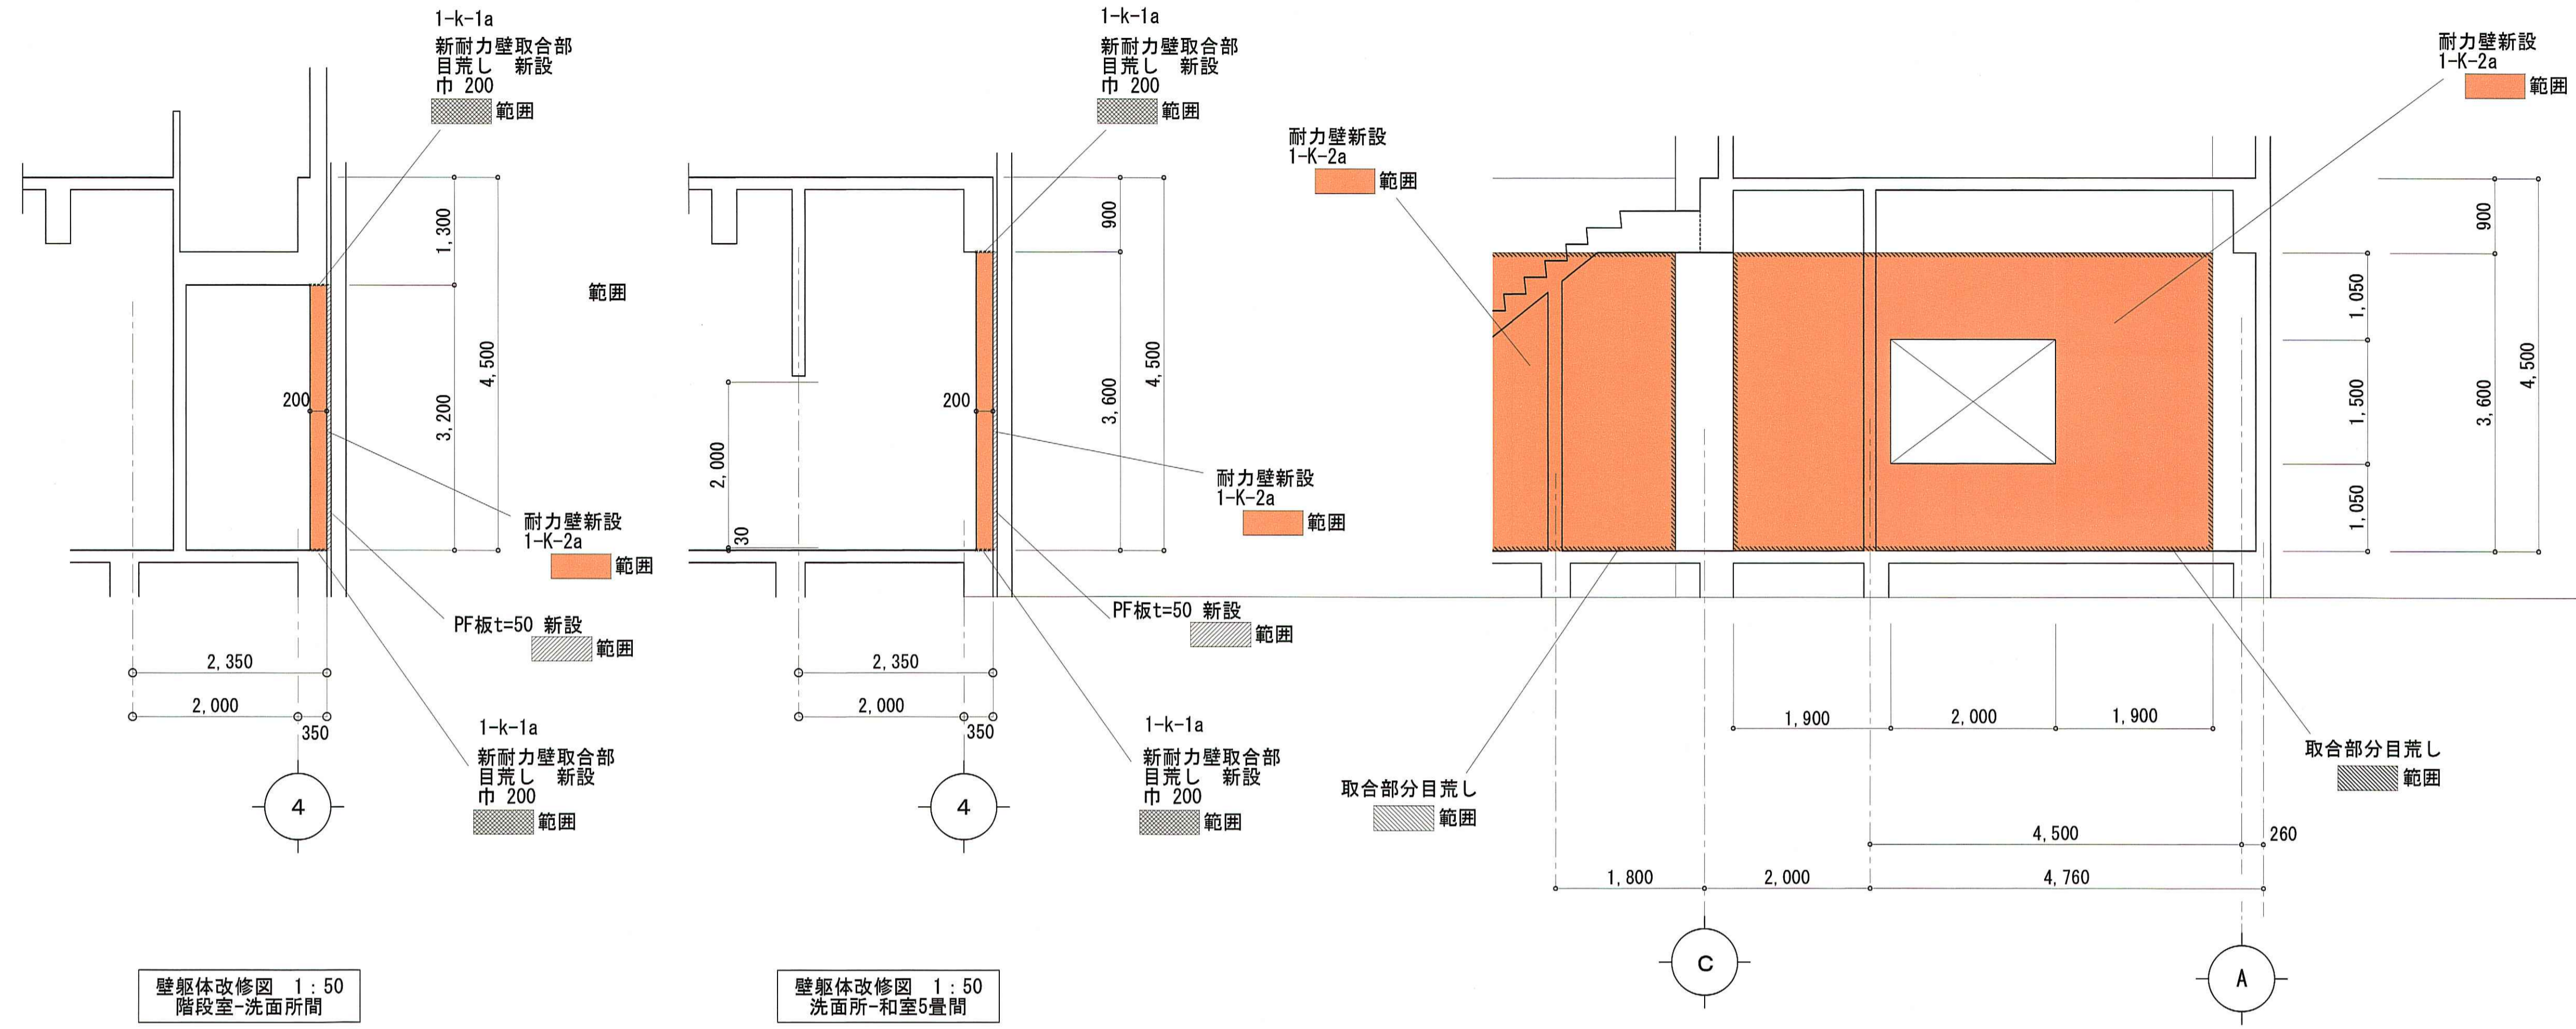 1-k-1a
新耐力壁取合部
目荒し　新設
巾 200
範囲
1,300
4,500
3,200
200
範囲
耐力壁新設
1-K-2a
範囲
PF板t=50 新設
範囲
2,350
2,000
350
1-k-1a
新耐力壁取合部
目荒し　新設
巾 200
範囲
4
壁躯体改修図　1：50
階段室-洗面所間
1-k-1a
新耐力壁取合部
目荒し　新設
巾 200
範囲
900
4,500
3,600
200
2,000
30
耐力壁新設
1-K-2a
範囲
PF板t=50 新設
範囲
2,350
2,000
350
1-k-1a
新耐力壁取合部
目荒し　新設
巾 200
範囲
4
壁躯体改修図　1：50
洗面所-和室5畳間
耐力壁新設
1-K-2a
範囲
耐力壁新設
1-K-2a
範囲
900
1,050
4,500
1,500
3,600
1,050
1,900
2,000
1,900
取合部分目荒し
範囲
取合部分目荒し
範囲
4,500
260
1,800
2,000
4,760
C
A